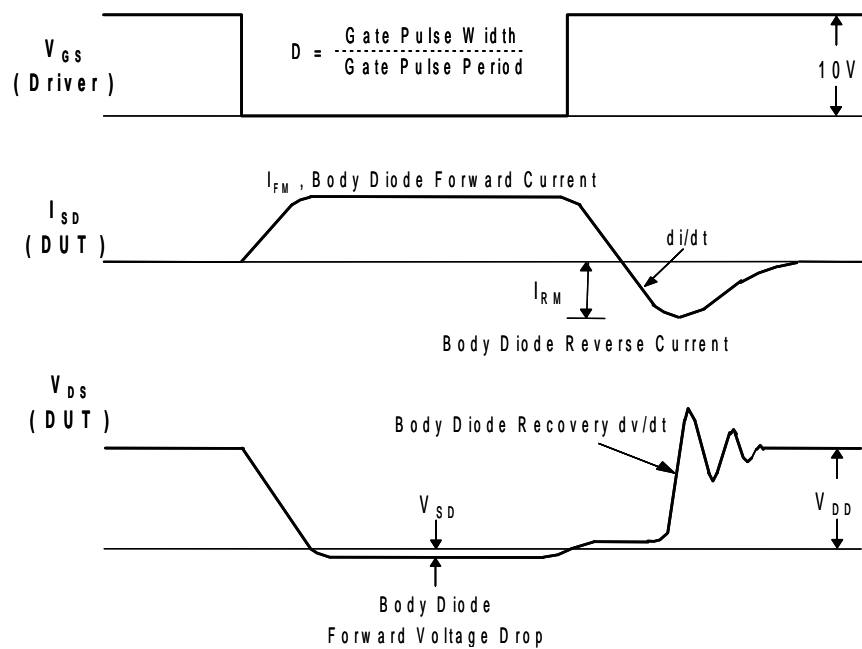 V_GS
(Driver)
D = Gate Pulse Width
Gate Pulse Period
10V
I_FM , Body Diode Forward Current
I_SD
(DUT)
di/dt
I_RM
Body Diode Reverse Current
V_DS
(DUT)
Body Diode Recovery dv/dt
V_SD
V_DD
Body Diode
Forward Voltage Drop